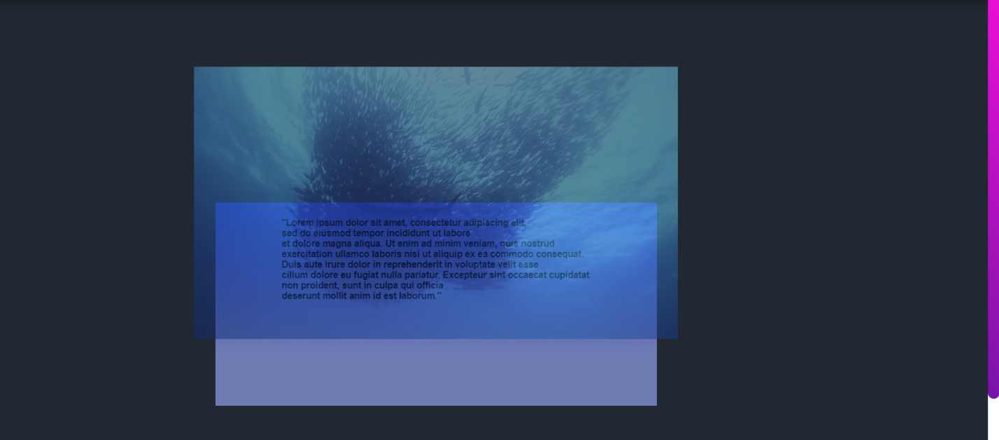 "Lorem ipsum dolor sit amet, consectetur adipiscing elit,
sed do eiusmod tempor incididunt ut labore
et dolore magna aliqua. Ut enim ad minim veniam, quis nostrud
exercitation ullamco laboris nisi ut aliquip ex ea commodo consequat.
Duis aute irure dolor in reprehenderit in voluptate velit esse
cillum dolore eu fugiat nulla pariatur. Excepteur sint occaecat cupidatat
non proident, sunt in culpa qui officia
deserunt mollit anim id est laborum."